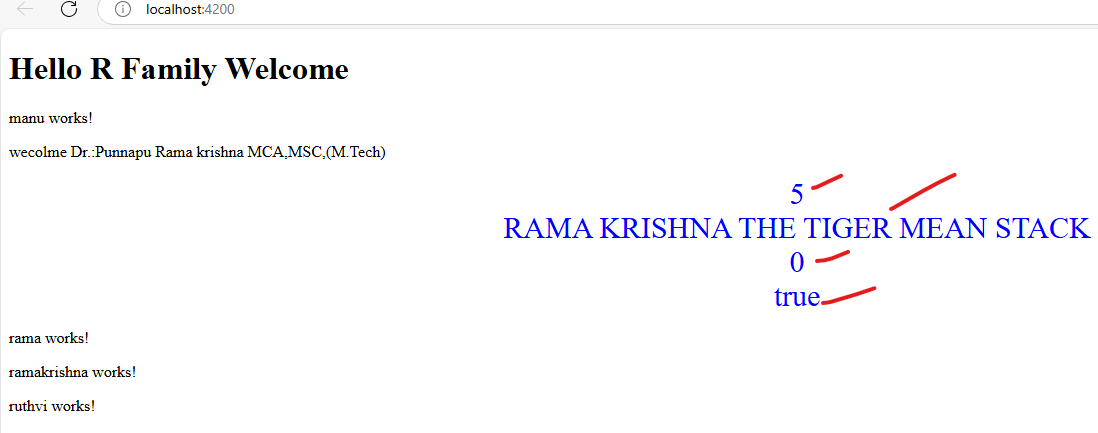 localhost:4200
Hello R Family Welcome
manu works!
wecolme Dr.:Punnapu Rama krishna MCA,MSC,(M.Tech)
5
RAMA KRISHNA THE TIGER MEAN STACK
0
true
rama works!
ramakrishna works!
ruthvi works!